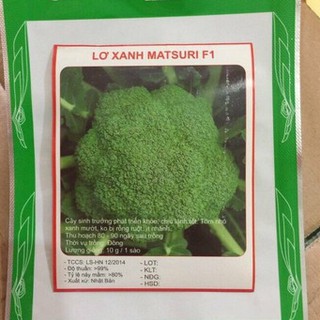 LƠ XANH MATSURI F1
Cây sinh trưởng phát triển khỏe, chịu lạnh tốt. Tôm nhỏ
xanh mướt, ko bị rỗng ruột, ít nhánh.
Thu hoạch 80 - 90 ngày sau trồng
Thời vụ trồng: Đông
Lượng giống: 10 g / 1 sào
- TCCS: LS-HN 12/2014
- Độ thuần: >99%
- Tỷ lệ nảy mầm: >80%
- Xuất xứ: Nhật Bản
- LOT:
- KLT:
- NĐG:
- HSD: